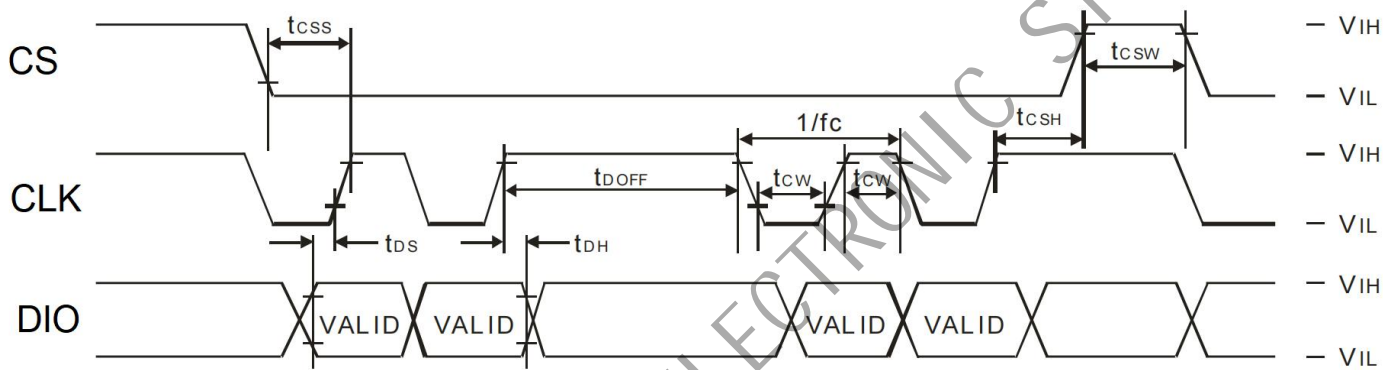 CS
tCSS
tCSW
VIH
VIL
tCSH
1/fc
CLK
tDOFF
tCW
tCW
VIH
VIL
tDS
tDH
DIO
VALID
VALID
VALID
VALID
VIH
VIL
ELECTRONIC